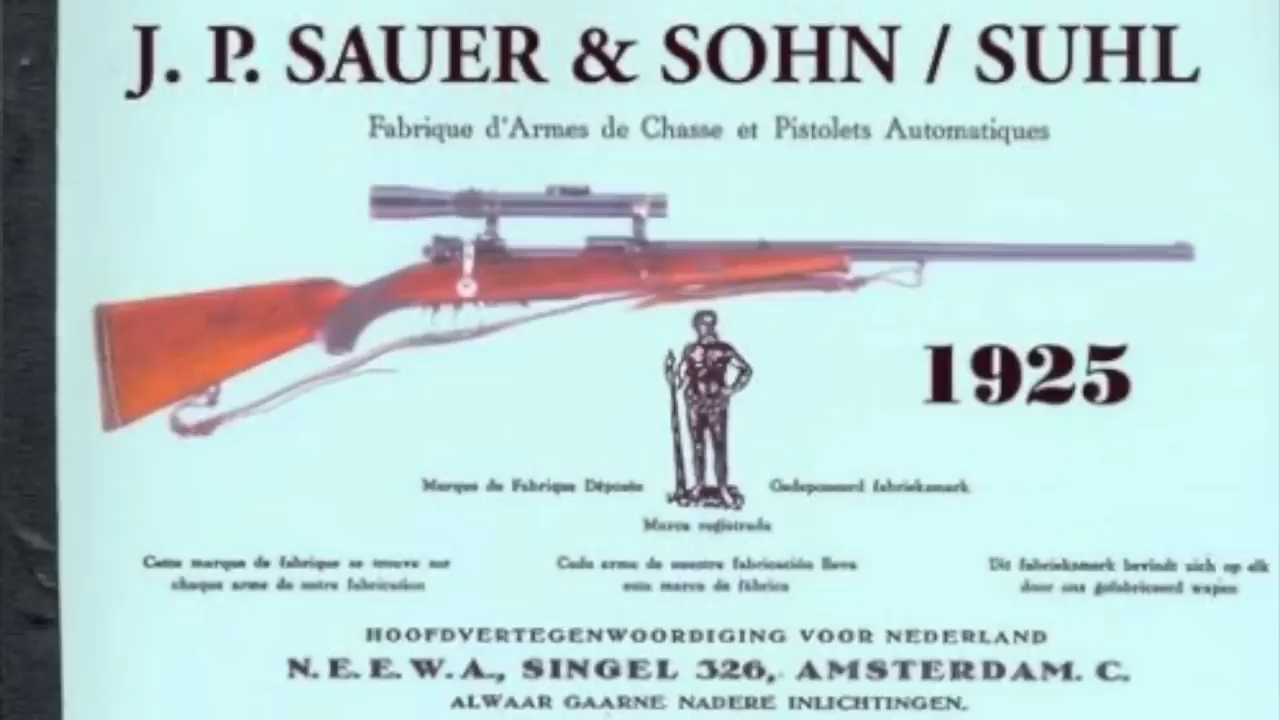 J. P. SAUER & SOHN / SUHL
Fabrique d'Armes de Chasse et Pistolets Automatiques
1925
Marque de Fabrique Déposée
Gedeponeerd fabrieksmerk
Marca registrada
Cette marque de fabrique se trouve sur
chaque arme de notre fabrication
Cada arme de nuestra fabricación lleva
esta marca de fábrica
Dit fabrieksmerk bevindt zich op elk
door ons gefabriceerd wapen
HOOFDVERTEGENWOORDIGING VOOR NEDERLAND
N. E. E. W. A., SINGEL 326, AMSTERDAM. C.
ALWAAR GAARNE NADERE INLICHTINGEN.